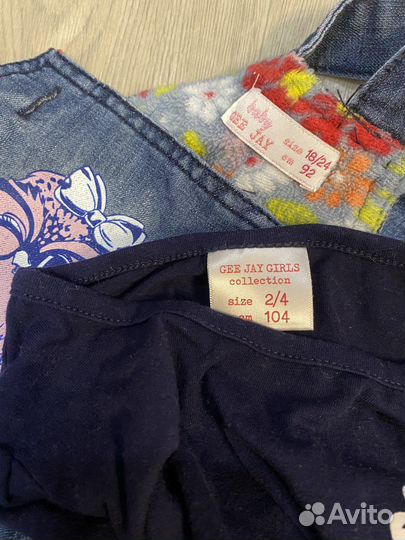 baby
GEE JAY
size 18/24
cm 92
GEE JAY GIRLS
collection
size 2/4
cm 104
Avito